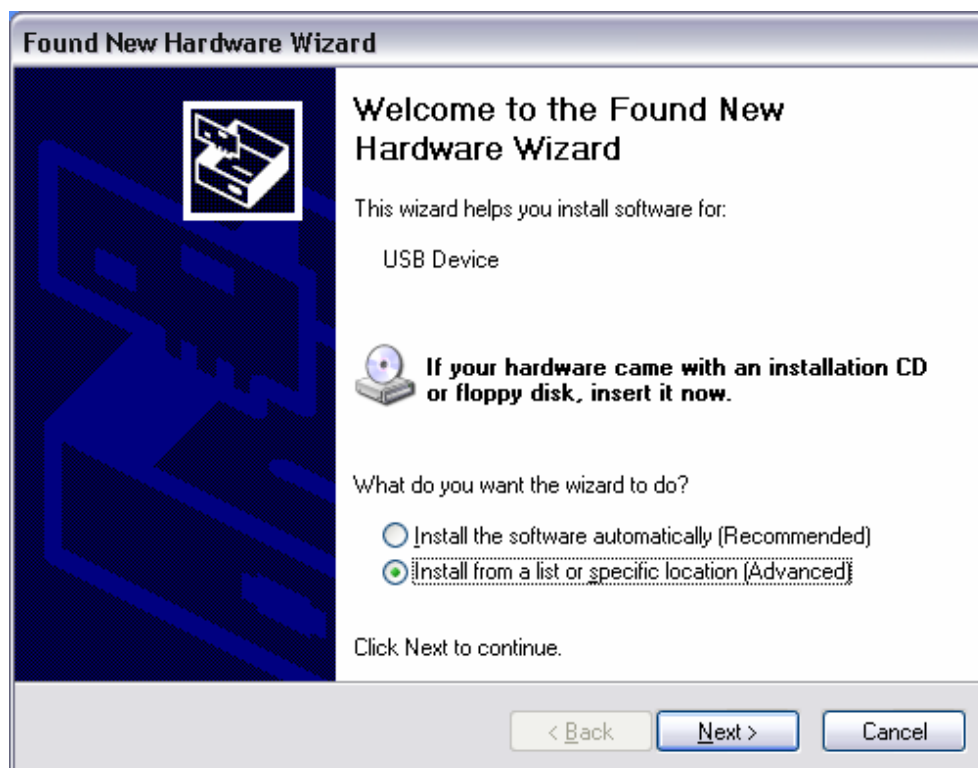 Found New Hardware Wizard
Welcome to the Found New
Hardware Wizard
This wizard helps you install software for:
USB Device
If your hardware came with an installation CD
or floppy disk, insert it now.
What do you want the wizard to do?
Install the software automatically (Recommended)
Install from a list or specific location (Advanced)
Click Next to continue.
< Back Next > Cancel